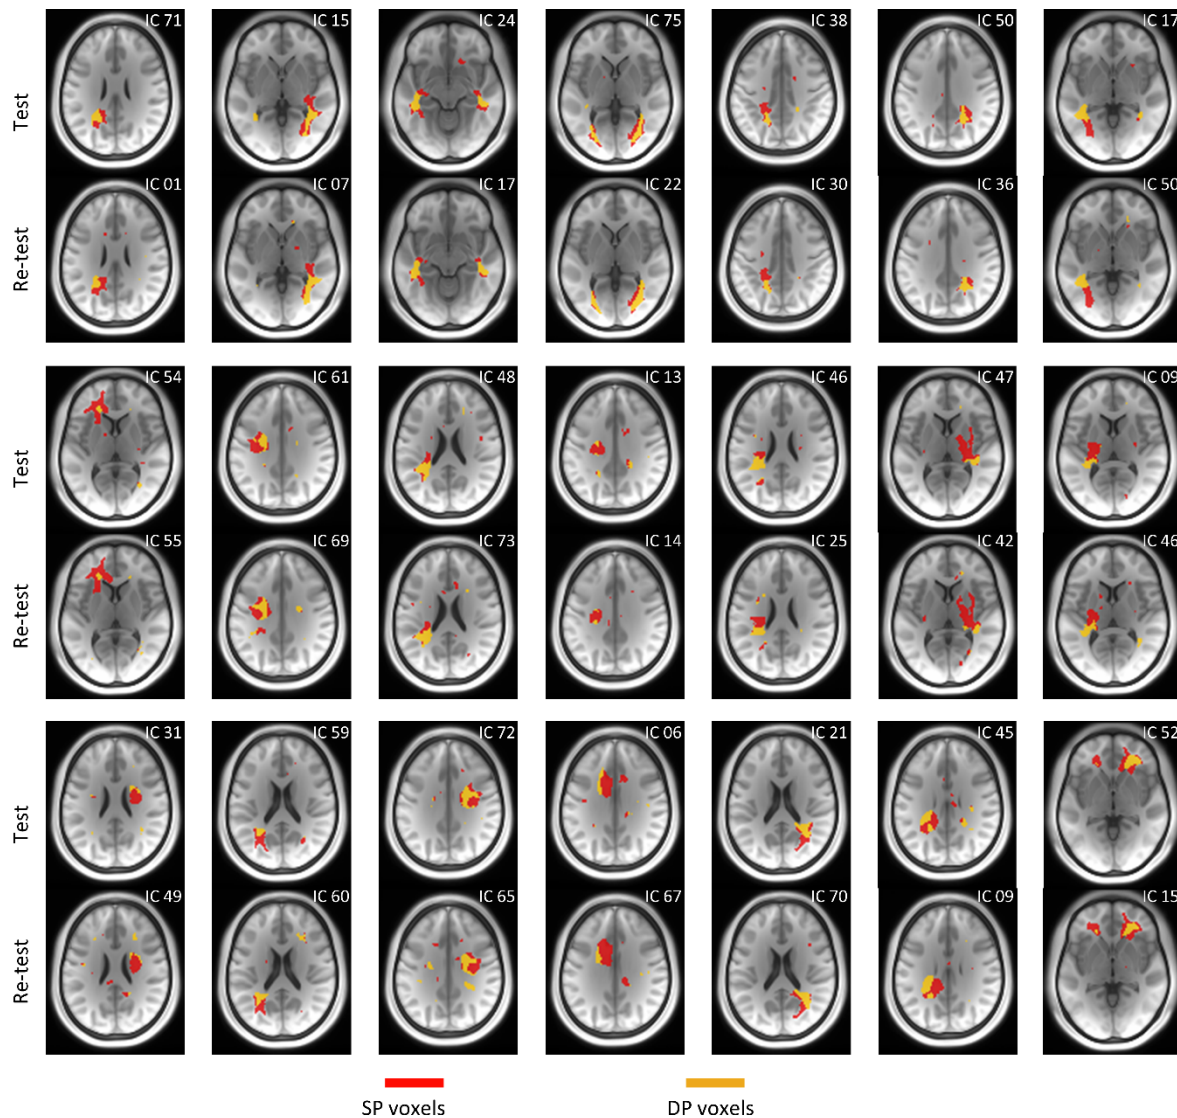 IC 71 IC 15 IC 24 IC 75 IC 38 IC 50 IC 17
Test
IC 01 IC 07 IC 17 IC 22 IC 30 IC 36 IC 50
Re-test
IC 54 IC 61 IC 48 IC 13 IC 46 IC 47 IC 09
Test
IC 55 IC 69 IC 73 IC 14 IC 25 IC 42 IC 46
Re-test
IC 31 IC 59 IC 72 IC 06 IC 21 IC 45 IC 52
Test
IC 49 IC 60 IC 65 IC 67 IC 70 IC 09 IC 15
Re-test
SP voxels DP voxels